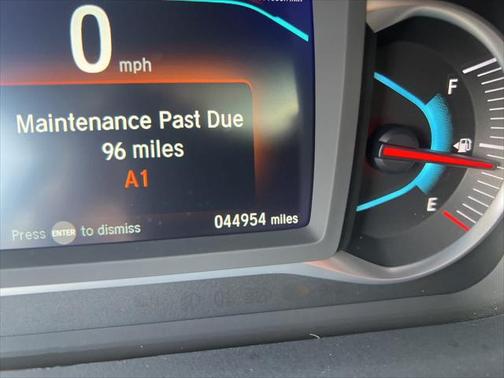 0
mph
Maintenance Past Due
96 miles
A1
044954 miles
Press ENTER to dismiss
F
E